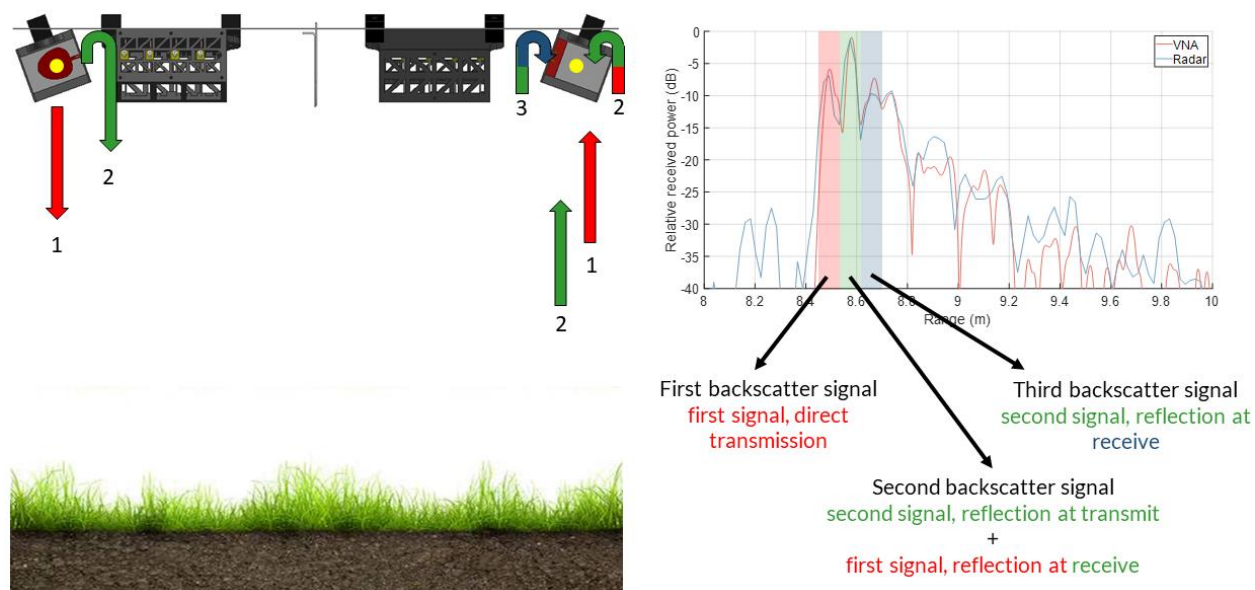 1
2
3
2
1
2
0
-5
-10
-15
-20
-25
-30
-35
-40
Relative received power (dB)
VNA
Radar
8
8.2
8.4
8.6
8.8
9
9.2
9.4
9.6
9.8
10
Range (m)
First backscatter signal
first signal, direct
transmission
Third backscatter signal
second signal, reflection at
receive
Second backscatter signal
second signal, reflection at transmit
+
first signal, reflection at receive